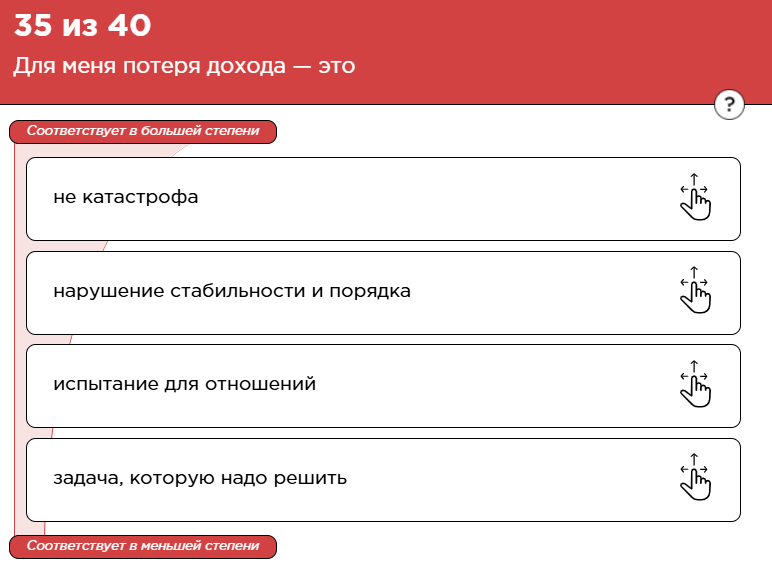 35 из 40
Для меня потеря дохода — это
?
Соответствует в большей степени
не катастрофа
нарушение стабильности и порядка
испытание для отношений
задача, которую надо решить
Соответствует в меньшей степени